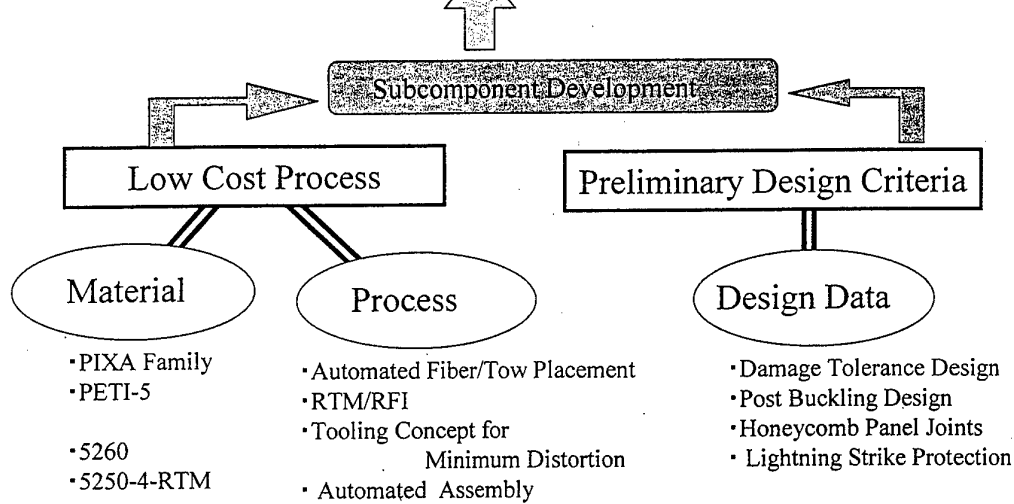 Subcomponent Development
Low Cost Process
Preliminary Design Criteria
Material
Process
Design Data
·PIXA Family
·PETI-5
·5260
·5250-4-RTM
·Automated Fiber/Tow Placement
·RTM/RFI
·Tooling Concept for
Minimum Distortion
· Automated Assembly
·Damage Tolerance Design
·Post Buckling Design
·Honeycomb Panel Joints
· Lightning Strike Protection